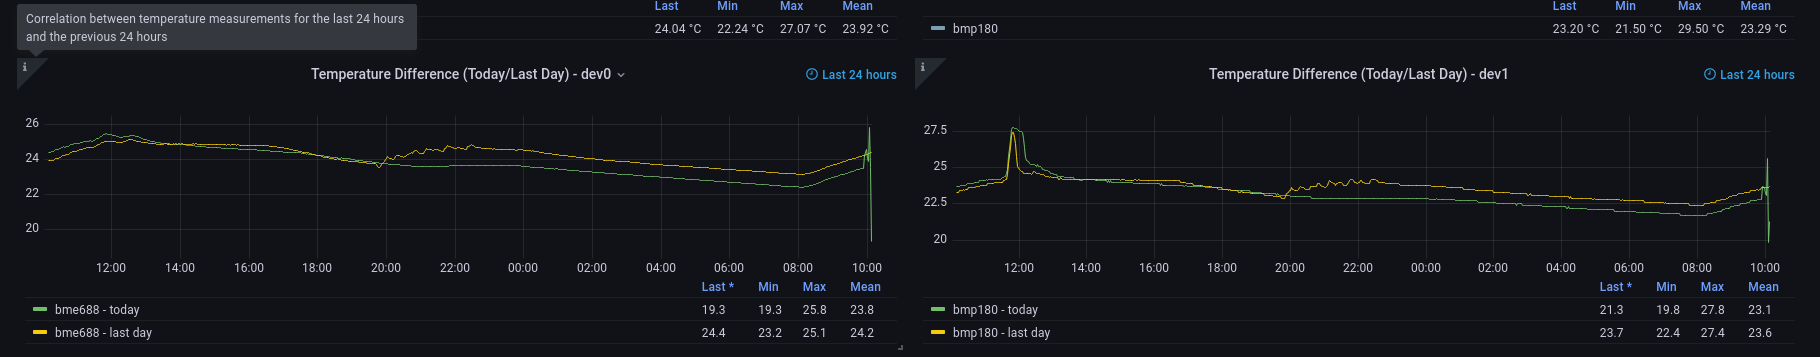 Correlation between temperature measurements for the last 24 hours
and the previous 24 hours
Last Min Max Mean
24.04 °C 22.24 °C 27.07 °C 23.92 °C
Last Min Max Mean
bmp180 23.20 °C 21.50 °C 29.50 °C 23.29 °C
i
Temperature Difference (Today/Last Day) - dev0
Last 24 hours
26
24
22
20
12:00 14:00 16:00 18:00 20:00 22:00 00:00 02:00 04:00 06:00 08:00 10:00
Last * Min Max Mean
bme688 - today 19.3 19.3 25.8 23.8
bme688 - last day 24.4 23.2 25.1 24.2
i
Temperature Difference (Today/Last Day) - dev1
Last 24 hours
27.5
25
22.5
20
12:00 14:00 16:00 18:00 20:00 22:00 00:00 02:00 04:00 06:00 08:00 10:00
Last * Min Max Mean
bmp180 - today 21.3 19.8 27.8 23.1
bmp180 - last day 23.7 22.4 27.4 23.6